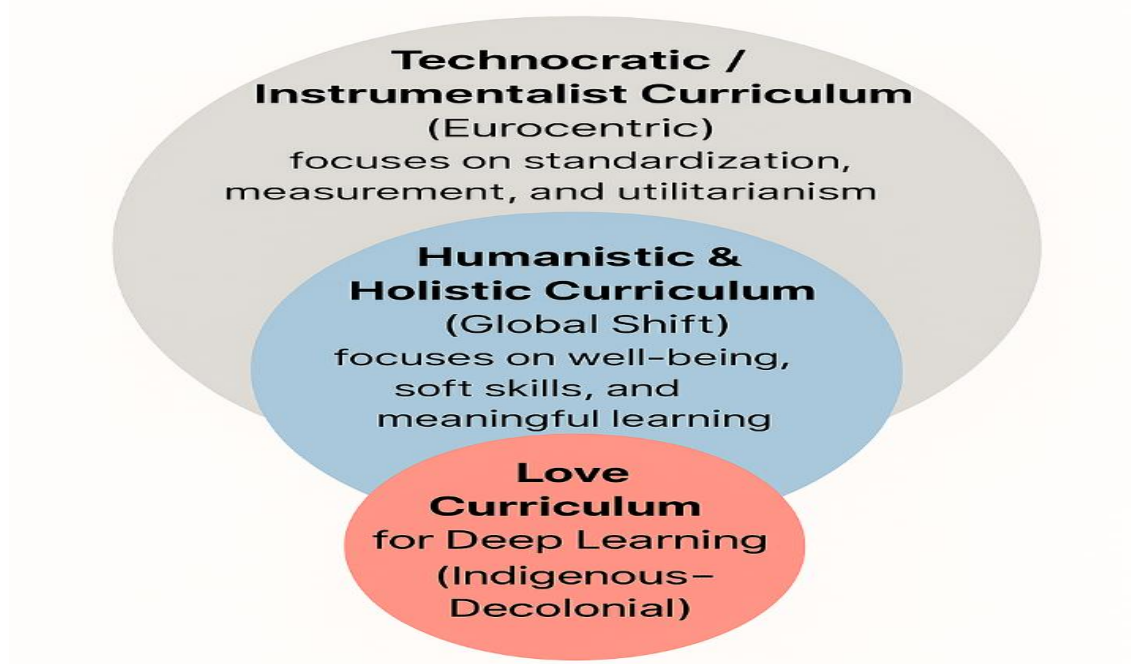 Technocratic /
Instrumentalist Curriculum
(Eurocentric)
focuses on standardization,
measurement, and utilitarianism
Humanistic &
Holistic Curriculum
(Global Shift)
focuses on well-being,
soft skills, and
meaningful learning
Love
Curriculum
for Deep Learning
(Indigenous–
Decolonial)